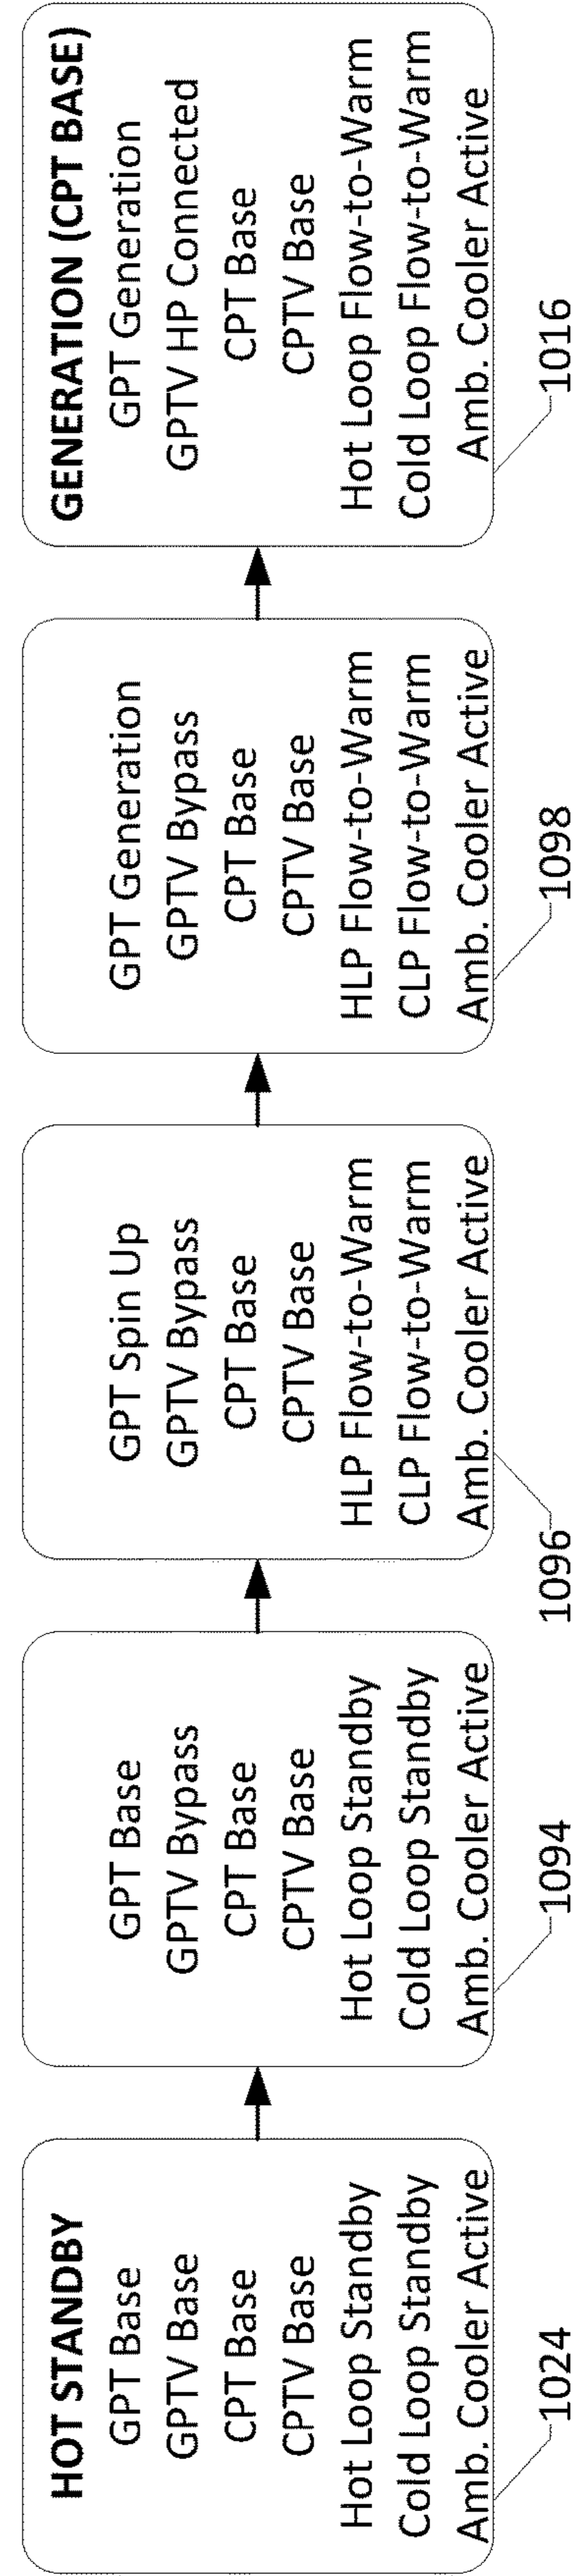 HOT STANDBY
GPT Base
GPTV Base
CPT Base
CPTV Base
Hot Loop Standby
Cold Loop Standby
Amb. Cooler Active
1024
GPT Base
GPTV Bypass
CPT Base
CPTV Base
Hot Loop Standby
Cold Loop Standby
Amb. Cooler Active
1094
GPT Spin Up
GPTV Bypass
CPT Base
CPTV Base
HLP Flow-to-Warm
CLP Flow-to-Warm
Amb. Cooler Active
1096
GPT Generation
GPTV Bypass
CPT Base
CPTV Base
HLP Flow-to-Warm
CLP Flow-to-Warm
Amb. Cooler Active
1098
GENERATION (CPT BASE)
GPT Generation
GPTV HP Connected
CPT Base
CPTV Base
Hot Loop Flow-to-Warm
Cold Loop Flow-to-Warm
Amb. Cooler Active
1016